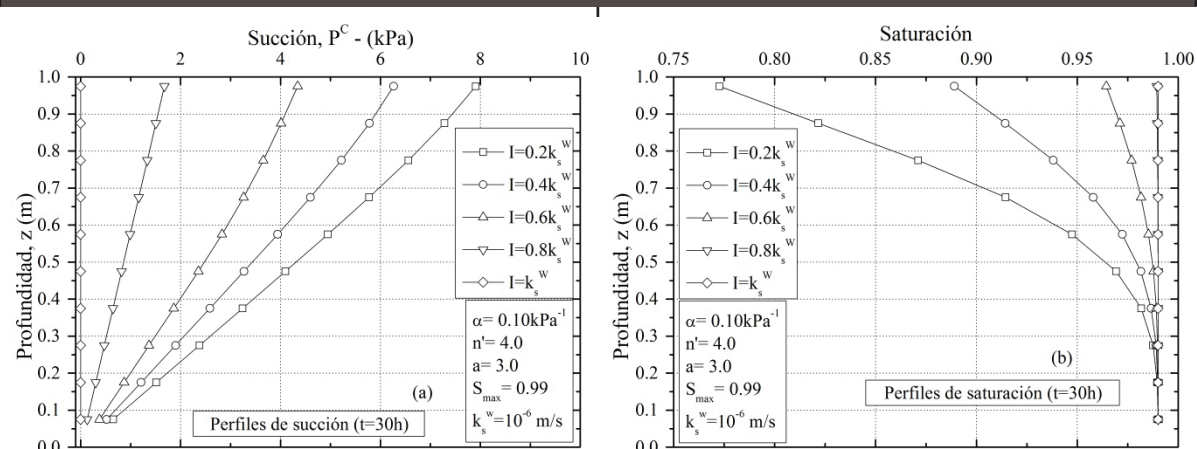 Succión, P^C - (kPa)
0 2 4 6 8 10
Profundidad, z (m)
1.0
0.9
0.8
0.7
0.6
0.5
0.4
0.3
0.2
0.1
0.0
I=0.2k_s^W
I=0.4k_s^W
I=0.6k_s^W
I=0.8k_s^W
I=k_s^W
α= 0.10kPa^-1
n'= 4.0
a= 3.0
S_max= 0.99
k_s^w=10^-6 m/s
(a)
Perfiles de succión (t=30h)
Saturación
0.75 0.80 0.85 0.90 0.95 1.00
Profundidad, z (m)
1.0
0.9
0.8
0.7
0.6
0.5
0.4
0.3
0.2
0.1
0.0
I=0.2k_s^W
I=0.4k_s^W
I=0.6k_s^W
I=0.8k_s^W
I=k_s^W
α= 0.10kPa^-1
n'= 4.0
a= 3.0
S_max= 0.99
k_s^w=10^-6 m/s
(b)
Perfiles de saturación (t=30h)